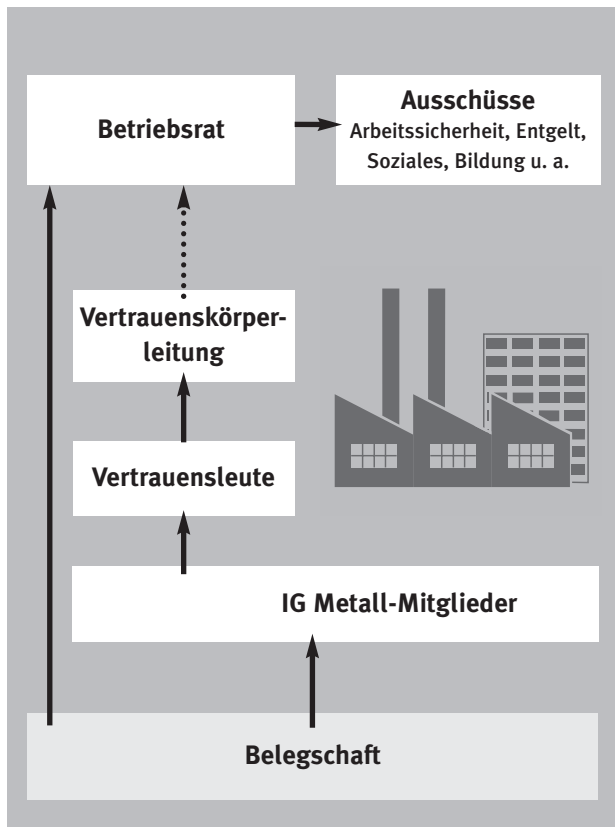 Betriebsrat
Ausschüsse
Arbeitssicherheit, Entgelt,
Soziales, Bildung u. a.
Vertrauenskörper-
leitung
Vertrauensleute
IG Metall-Mitglieder
Belegschaft